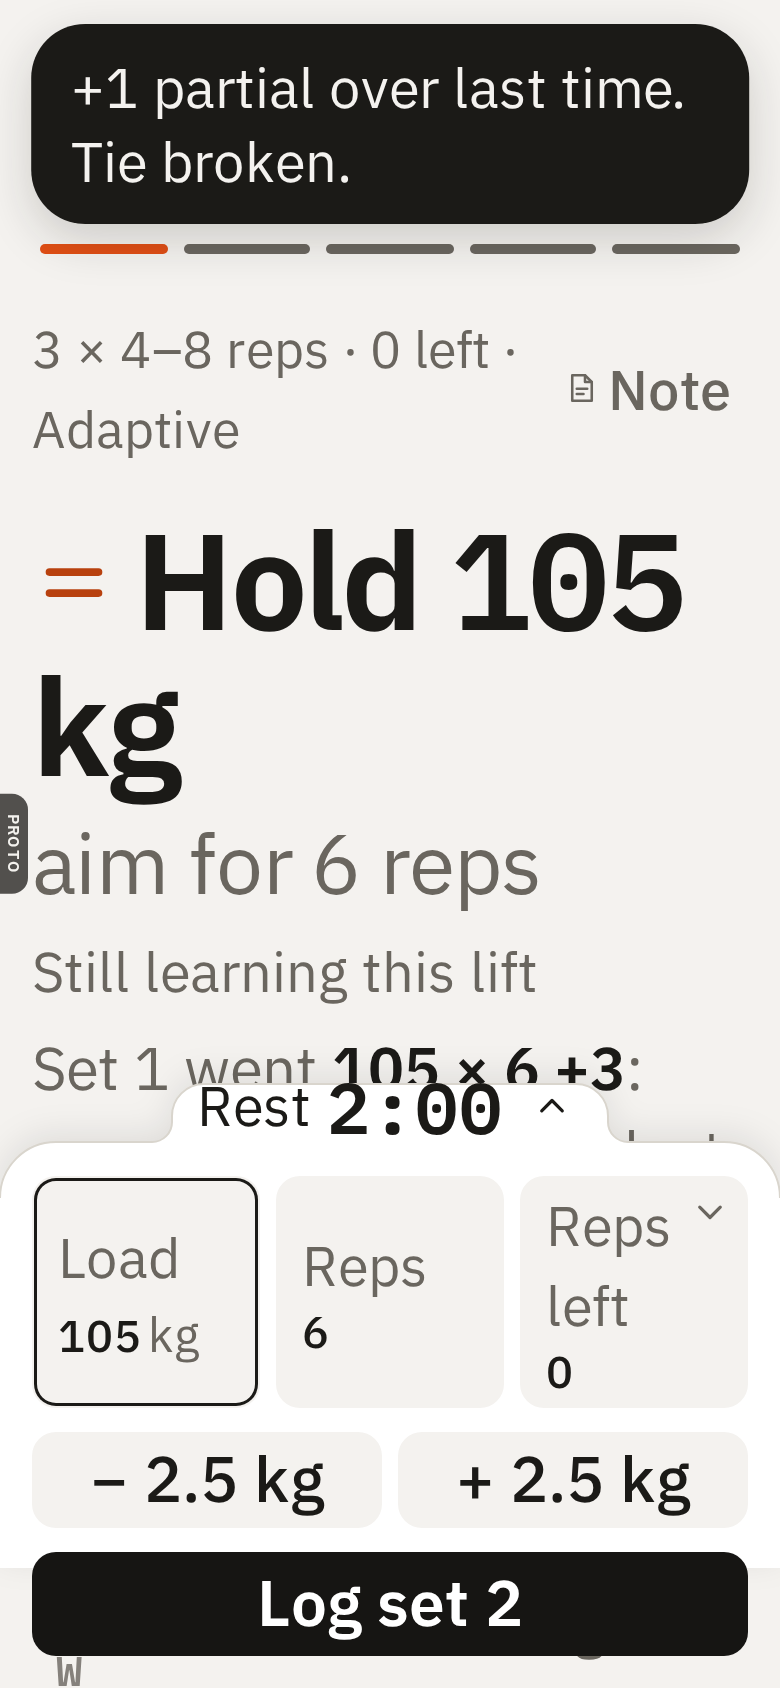 +1 partial over last time.
Tie broken.
3 × 4–8 reps · 0 left ·
Adaptive
Note
= Hold 105
kg
PROTO
aim for 6 reps
Still learning this lift
Set 1 went 105 × 6 +3:
Rest 2:00
Load
105 kg
Reps
6
Reps
left
0
− 2.5 kg
+ 2.5 kg
Log set 2
W